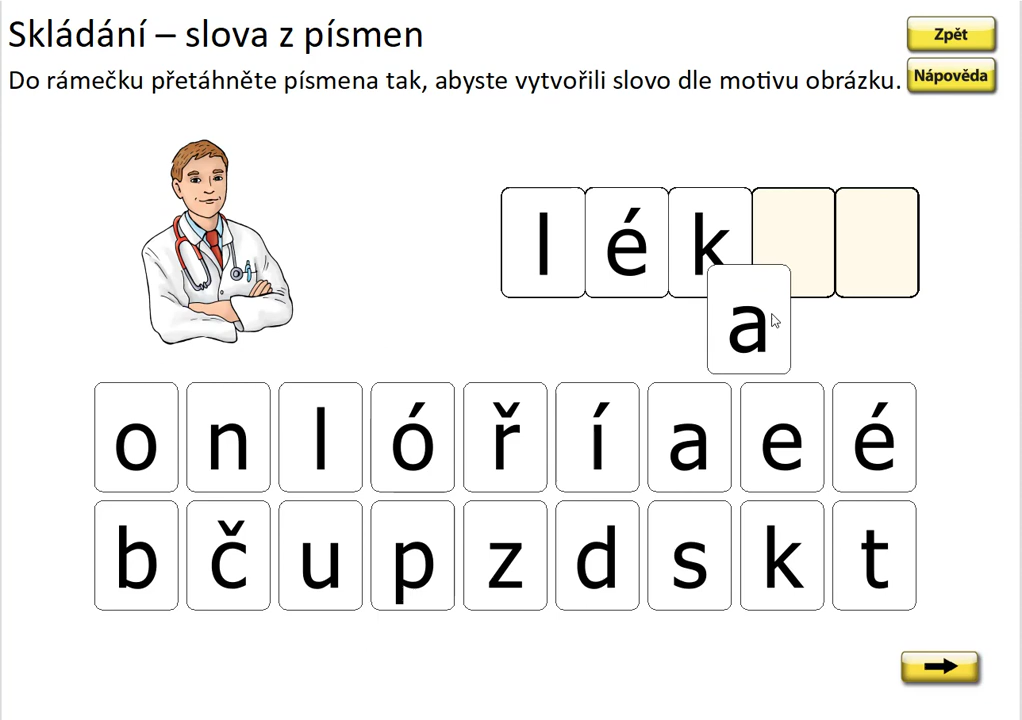 Skládání – slova z písmen
Zpět
Do rámečku přetáhněte písmena tak, abyste vytvořili slovo dle motivu obrázku.
Nápověda
l é k
a
o n l ó ř í a e é
b č u p z d s k t